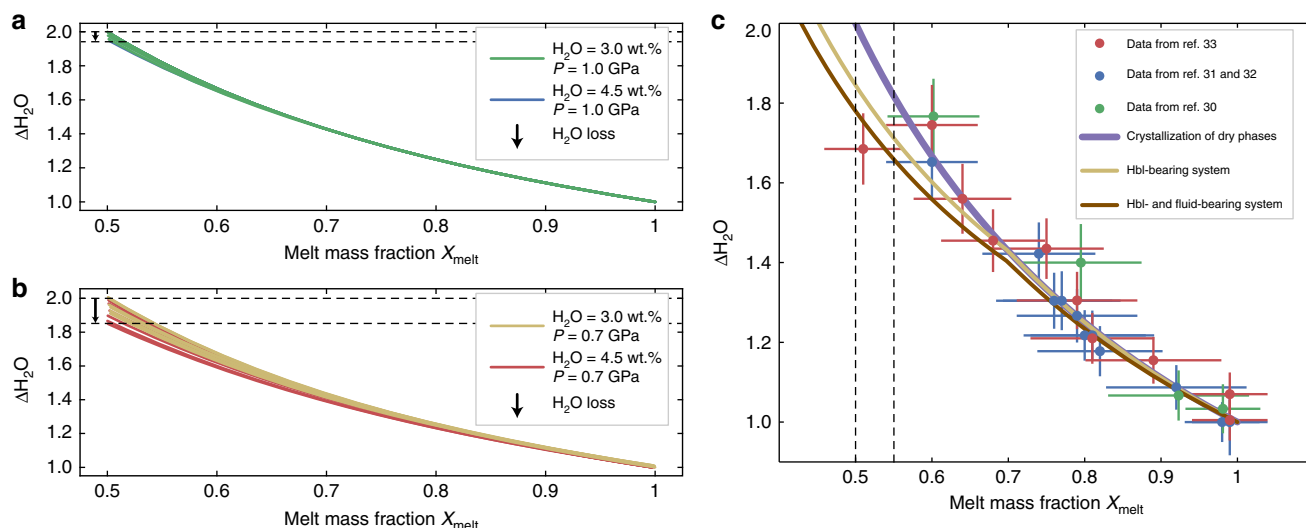 a
2.0
1.8
1.6
1.4
1.2
1.0
ΔH₂O
0.5 0.6 0.7 0.8 0.9 1
Melt mass fraction Xmelt
H₂O = 3.0 wt.%
P = 1.0 GPa
H₂O = 4.5 wt.%
P = 1.0 GPa
H₂O loss
b
2.0
1.8
1.6
1.4
1.2
1.0
ΔH₂O
0.5 0.6 0.7 0.8 0.9 1
Melt mass fraction Xmelt
H₂O = 3.0 wt.%
P = 0.7 GPa
H₂O = 4.5 wt.%
P = 0.7 GPa
H₂O loss
c
2.0
1.8
1.6
1.4
1.2
1.0
ΔH₂O
0.5 0.6 0.7 0.8 0.9 1
Melt mass fraction Xmelt
Data from ref. 33
Data from ref. 31 and 32
Data from ref. 30
Crystallization of dry phases
Hbl-bearing system
Hbl- and fluid-bearing system